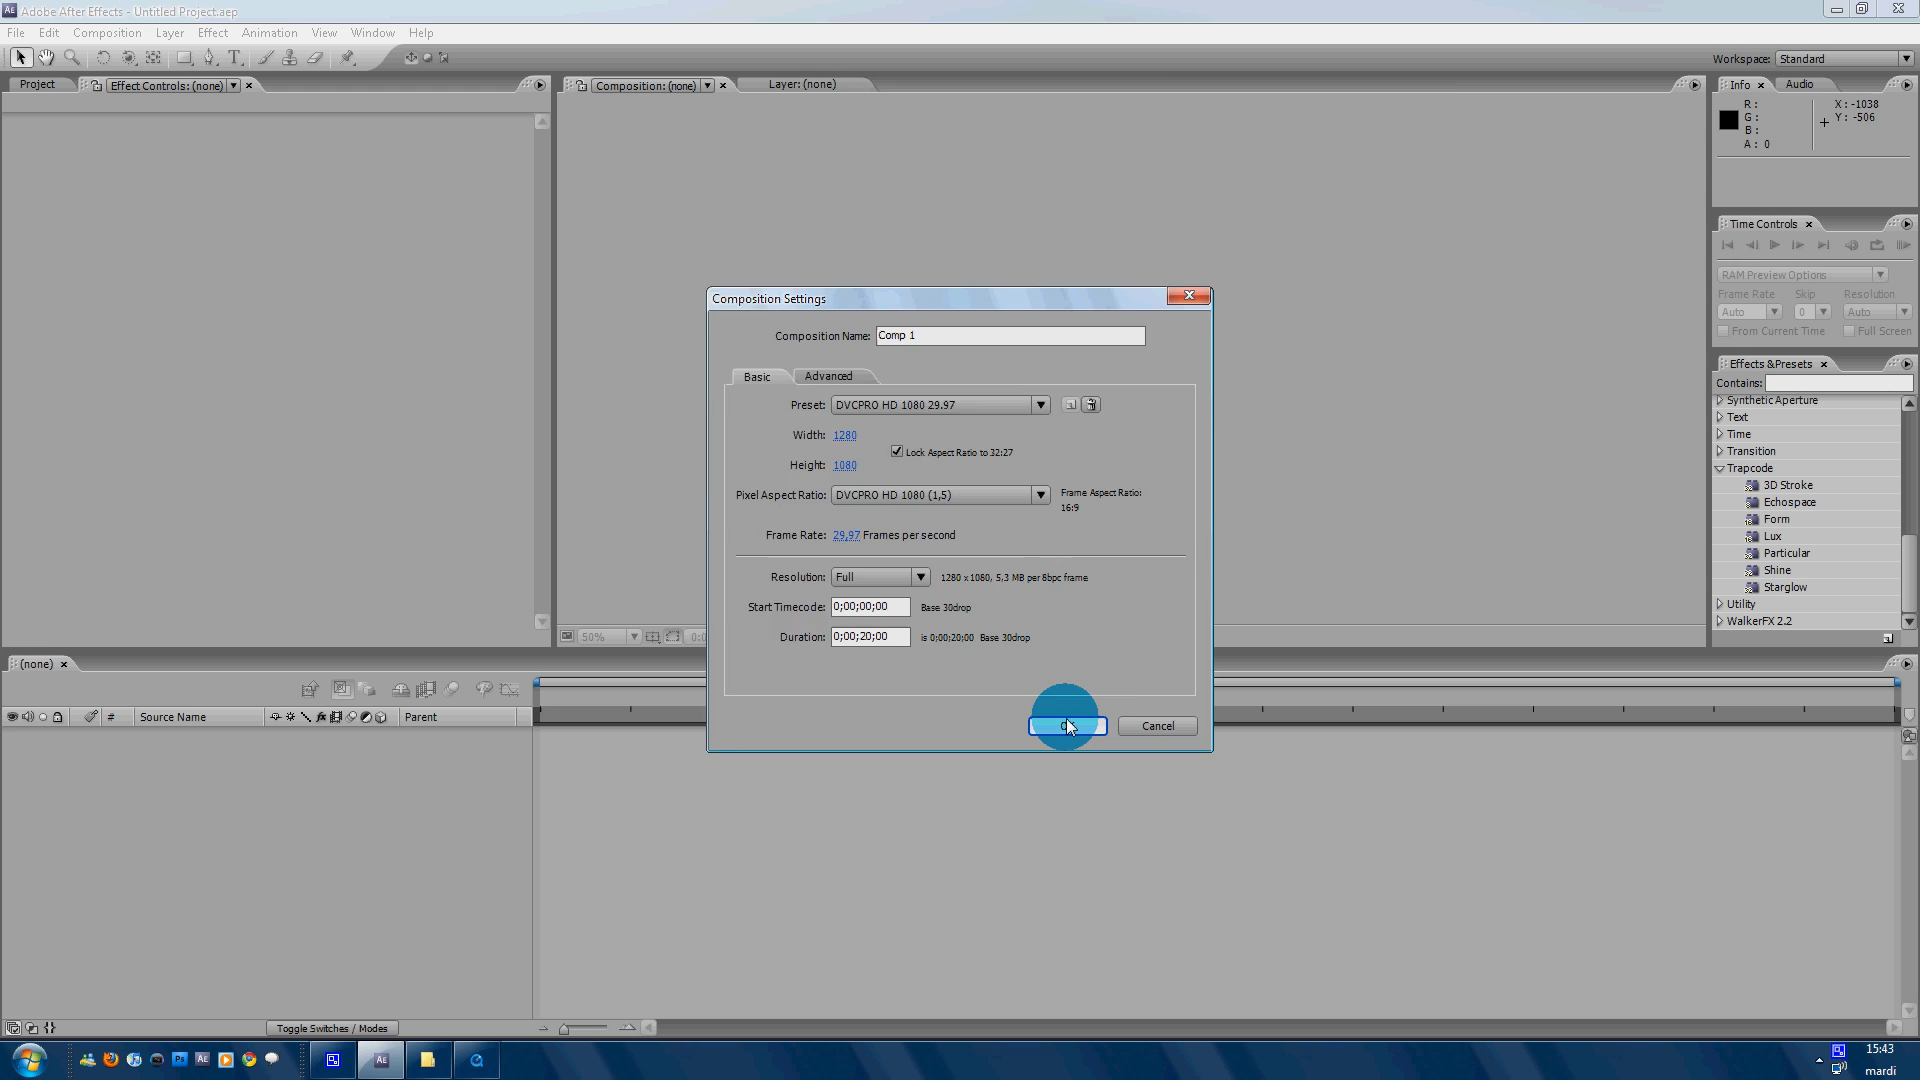 Adobe After Effects - Untitled Project.aep
File Edit Composition Layer Effect Animation View Window Help
Workspace: Standard
Project Effect Controls: (none) Composition: (none) Layer: (none) Info Audio
R :
G :
B :
A : 0
X : -1038
Y : -506
Time Controls
RAM Preview Options
Frame Rate Skip Resolution
Auto 0 Auto
From Current Time Full Screen
Effects &Presets
Contains:
Synthetic Aperture
Text
Time
Transition
Trapcode
3D Stroke
Echospace
Form
Lux
Particular
Shine
Starglow
Utility
WalkerFX 2.2
Composition Settings
Composition Name: Comp 1
Basic Advanced
Preset: DVCPRO HD 1080 29.97
Width: 1280
Lock Aspect Ratio to 32:27
Height: 1080
Pixel Aspect Ratio: DVCPRO HD 1080 (1,5)
Frame Aspect Ratio:
16:9
Frame Rate: 29,97 Frames per second
Resolution: Full 1280 x 1080, 5,3 MB per 8bpc frame
Start Timecode: 0;00;00;00 Base 30drop
Duration: 0;00;20;00 is 0;00;20;00 Base 30drop
Cancel
50%
(none)
# Source Name Parent
Toggle Switches / Modes
15:43
mardi